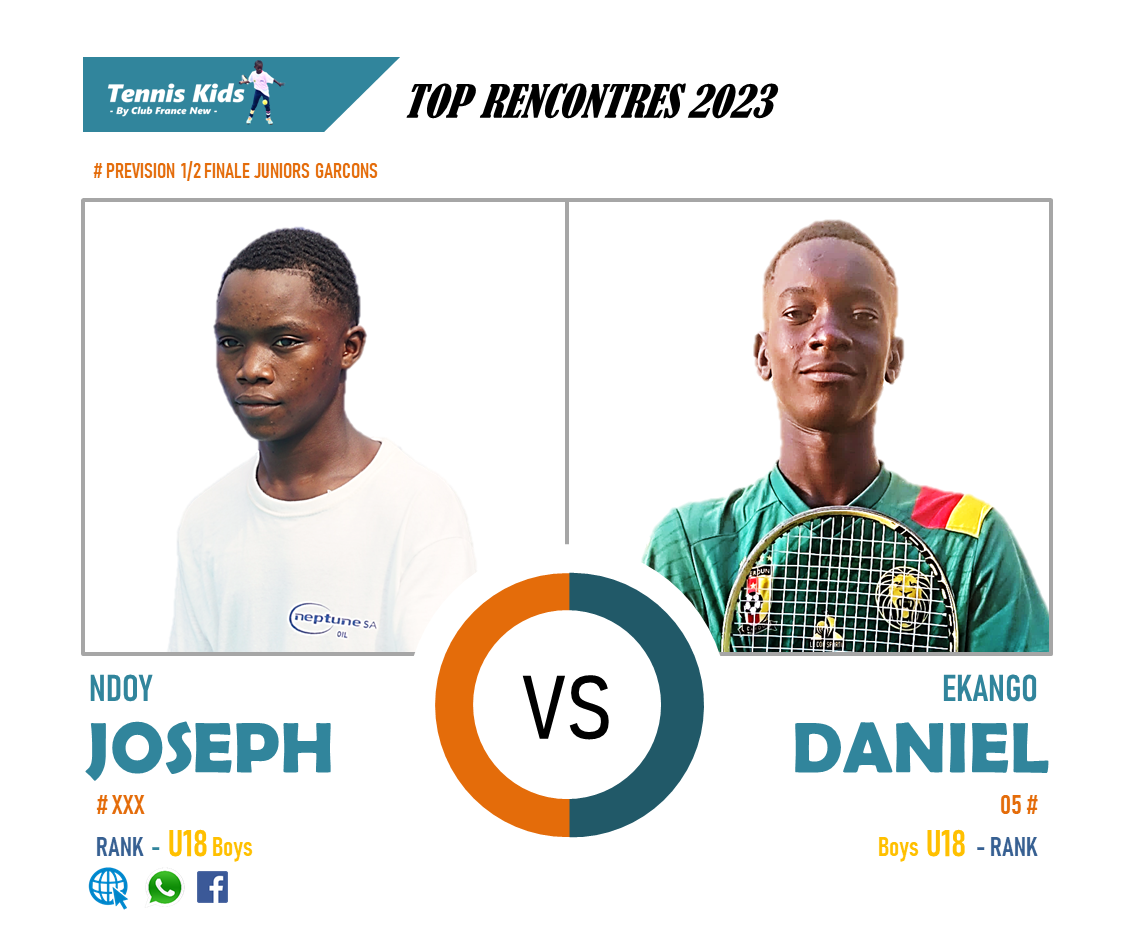 Tennis Kids
- By Club France New -
TOP RENCONTRES 2023
# PREVISION 1/2 FINALE JUNIORS GARCONS
neptune SA
OIL
VS
NDOY
JOSEPH
# XXX
RANK - U18 Boys
EKANGO
DANIEL
05 #
Boys U18 - RANK